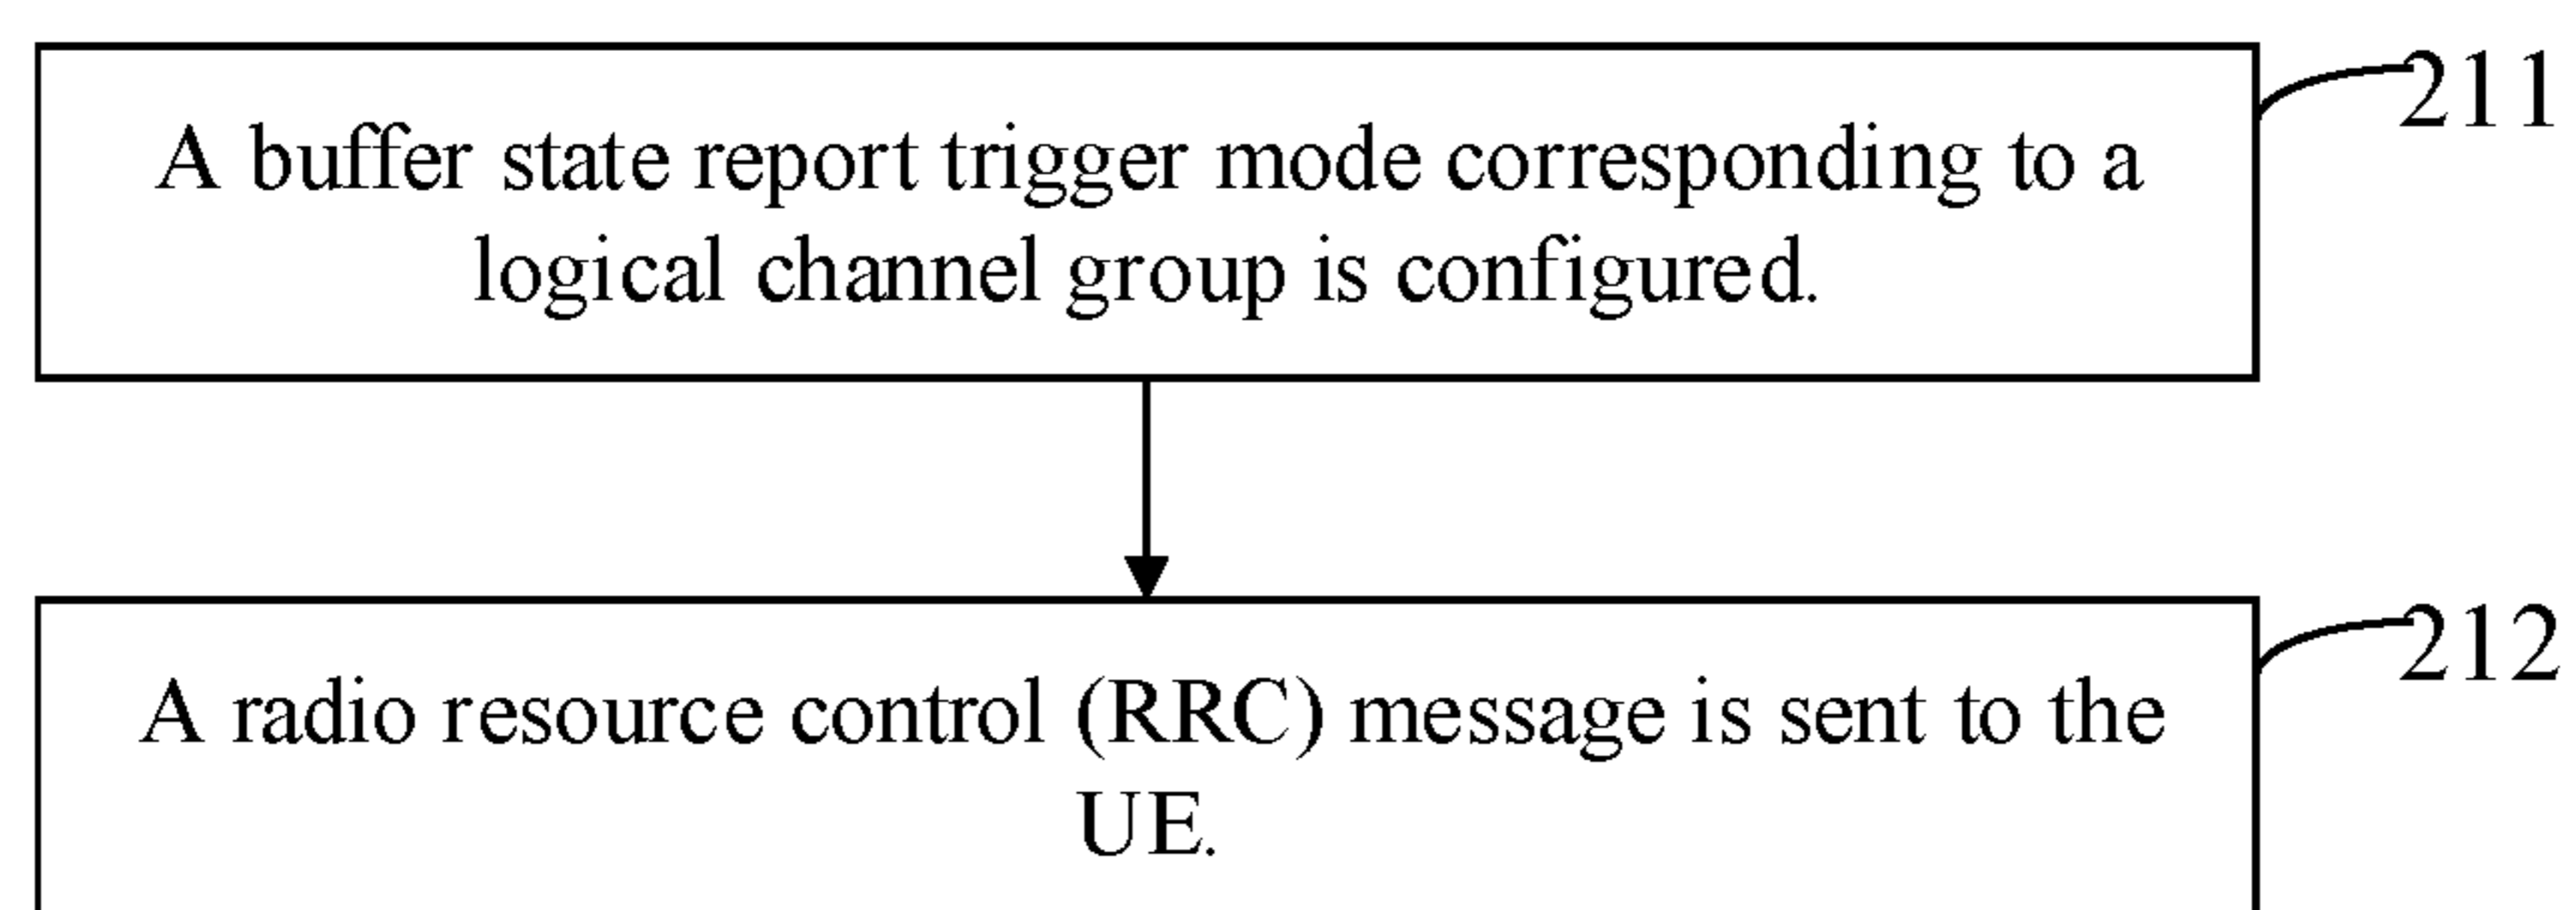 211
A buffer state report trigger mode corresponding to a
logical channel group is configured.
212
A radio resource control (RRC) message is sent to the
UE.